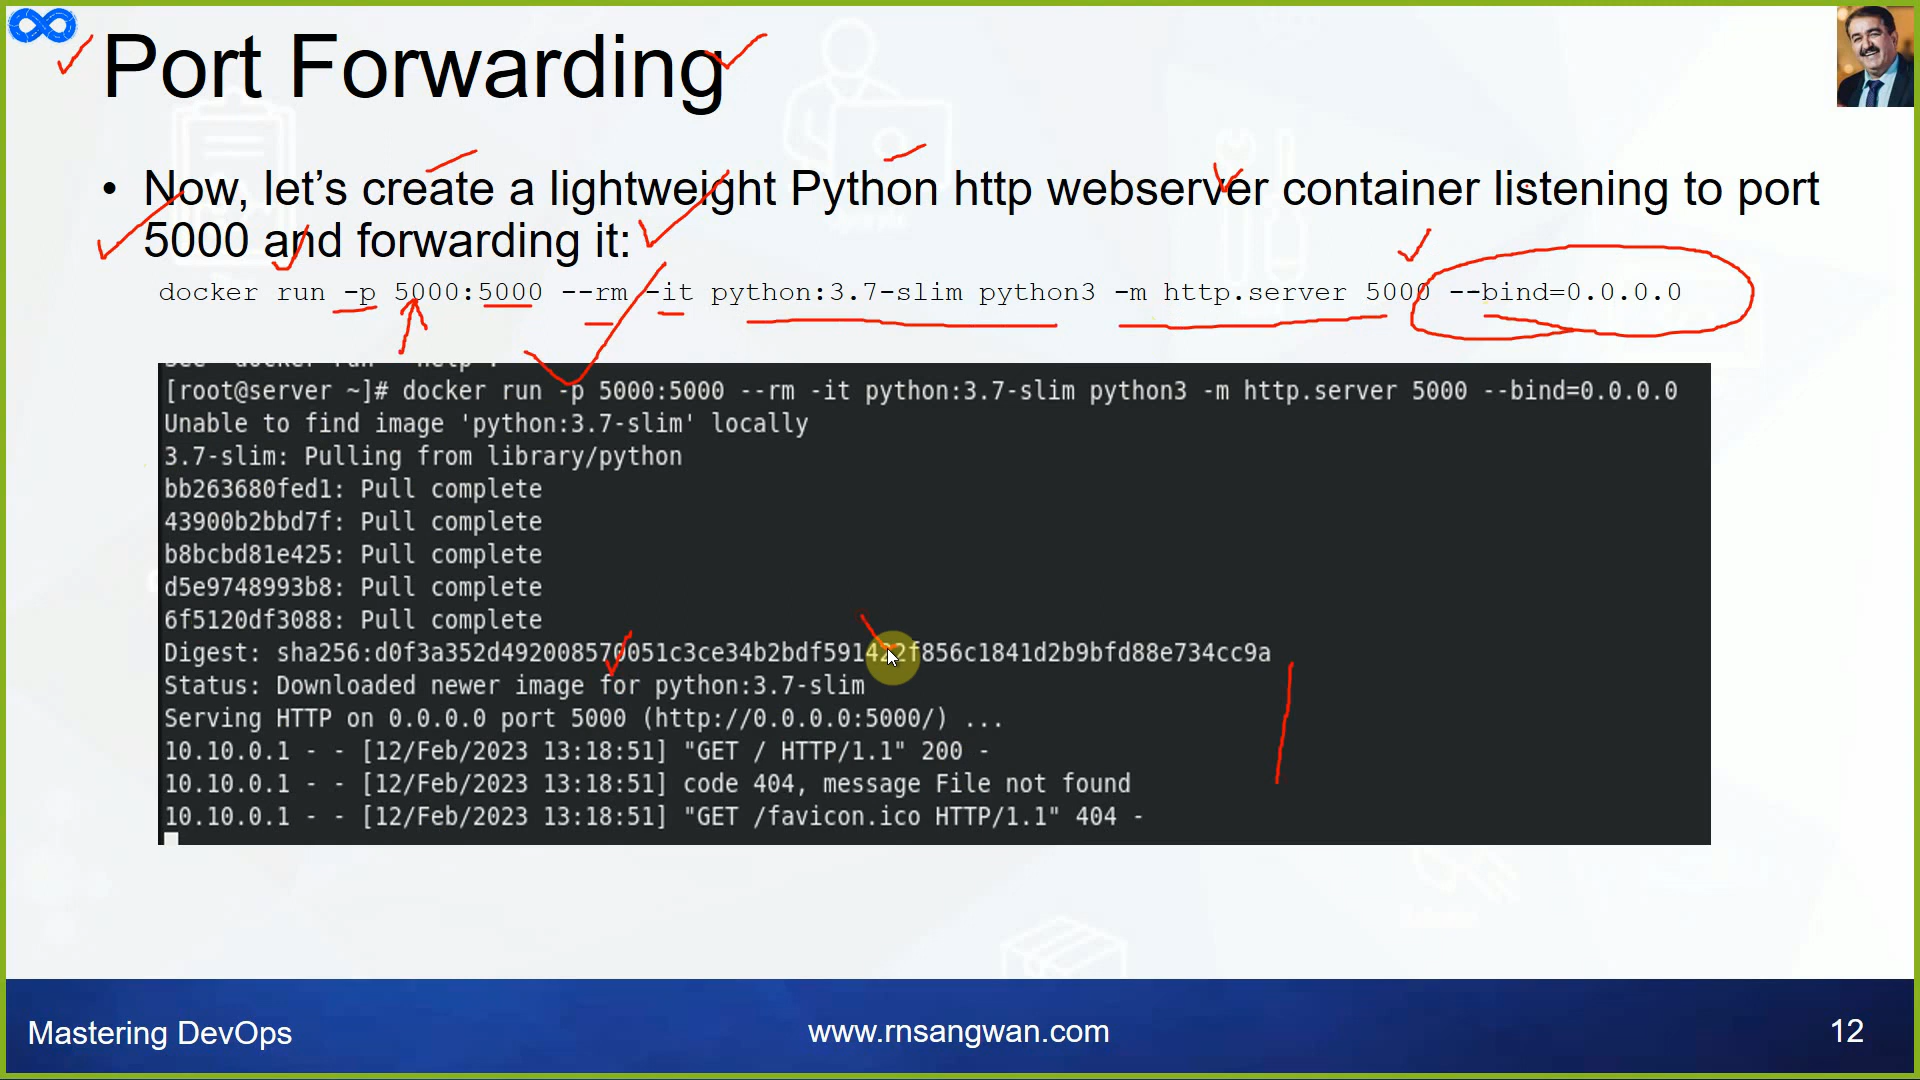 Port Forwarding
• Now, let’s create a lightweight Python http webserver container listening to port
5000 and forwarding it:
docker run -p 5000:5000 --rm -it python:3.7-slim python3 -m http.server 5000 --bind=0.0.0.0
[root@server ~]# docker run -p 5000:5000 --rm -it python:3.7-slim python3 -m http.server 5000 --bind=0.0.0.0
Unable to find image 'python:3.7-slim' locally
3.7-slim: Pulling from library/python
bb263680fed1: Pull complete
43900b2bbd7f: Pull complete
b8bcbd81e425: Pull complete
d5e9748993b8: Pull complete
6f5120df3088: Pull complete
Digest: sha256:d0f3a352d492008570051c3ce34b2bdf591422f856c1841d2b9bfd88e734cc9a
Status: Downloaded newer image for python:3.7-slim
Serving HTTP on 0.0.0.0 port 5000 (http://0.0.0.0:5000/) ...
10.10.0.1 - - [12/Feb/2023 13:18:51] "GET / HTTP/1.1" 200 -
10.10.0.1 - - [12/Feb/2023 13:18:51] code 404, message File not found
10.10.0.1 - - [12/Feb/2023 13:18:51] "GET /favicon.ico HTTP/1.1" 404 -
Mastering DevOps
www.rnsangwan.com
12